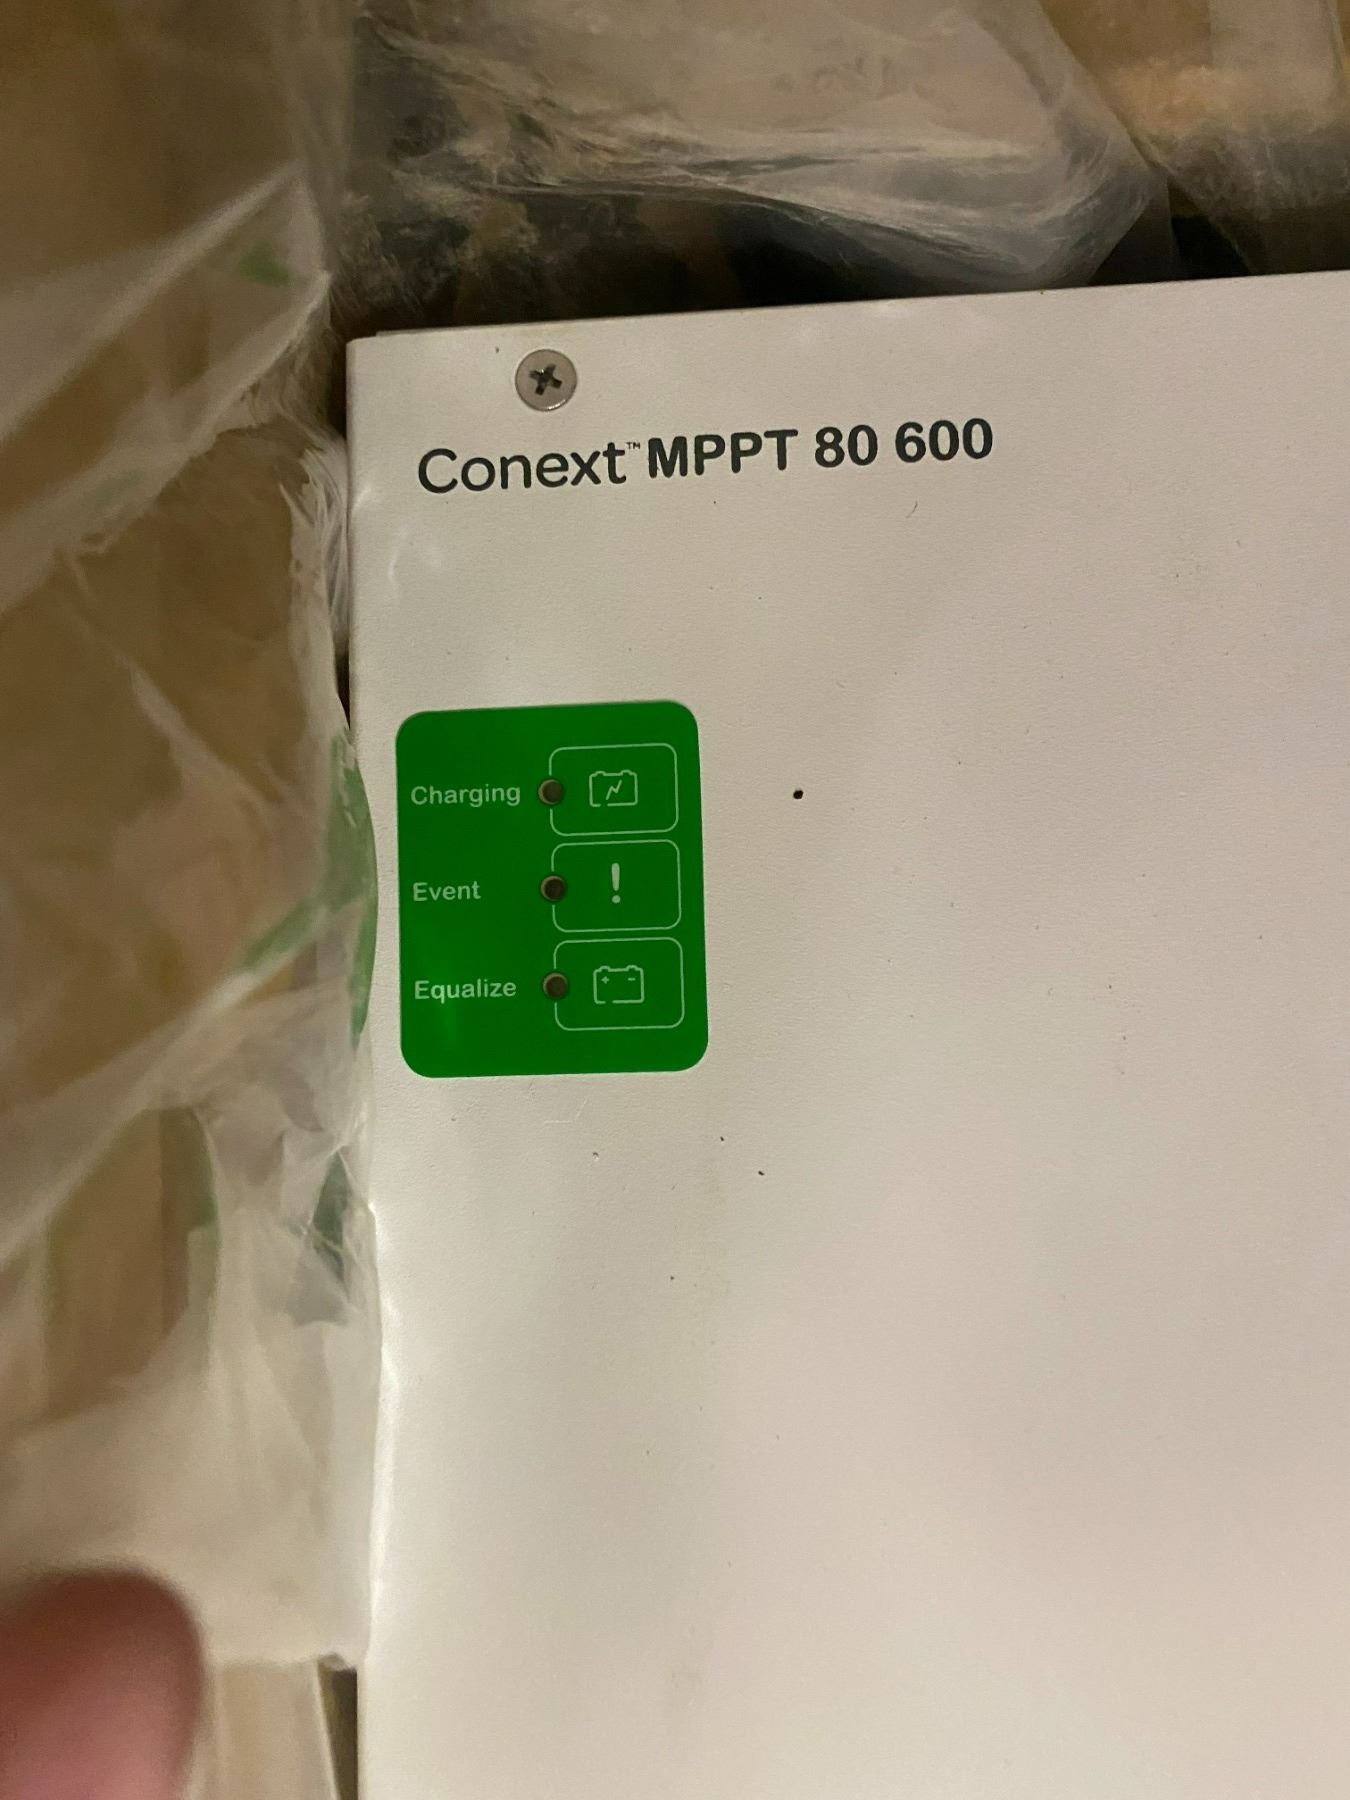 Conext™ MPPT 80 600
Charging
Event
!
Equalize